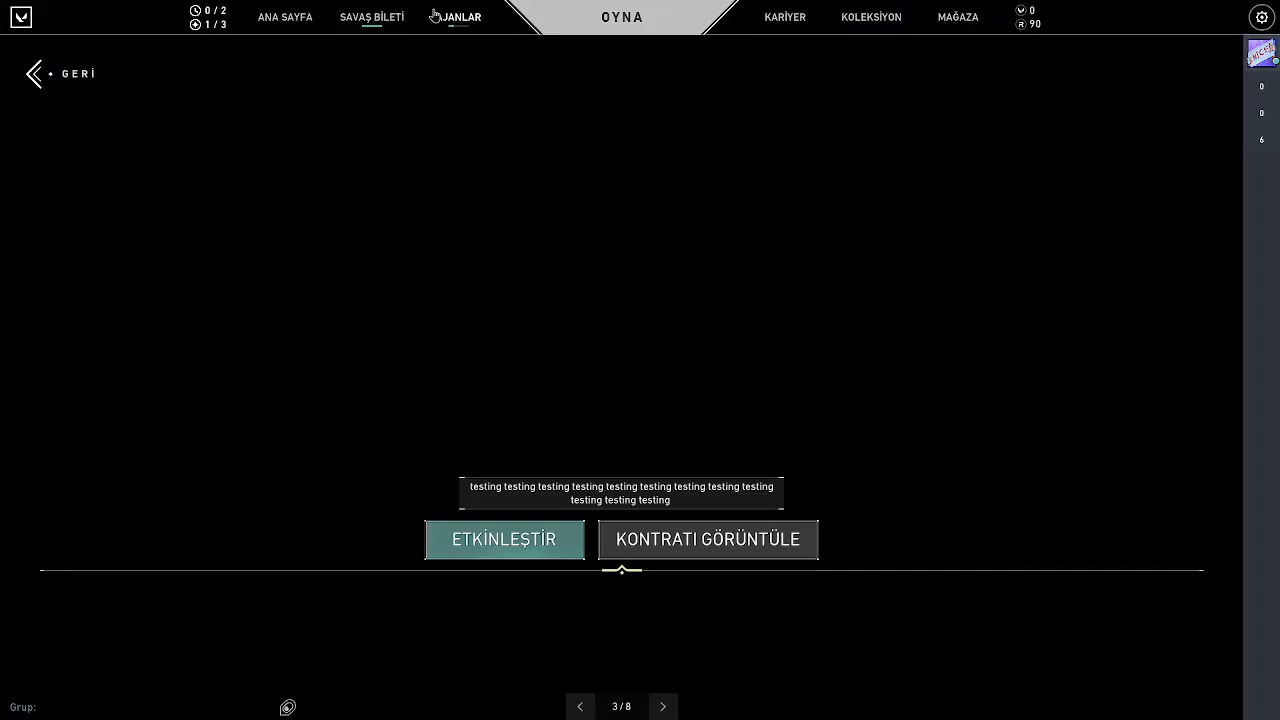 0 / 2
1 / 3
ANA SAYFA
SAVAŞ BİLETİ
AJANLAR
OYNA
KARİYER
KOLEKSİYON
MAĞAZA
0
90
GERİ
0
0
6
testing testing testing testing testing testing testing testing testing
testing testing testing
ETKİNLEŞTİR
KONTRATI GÖRÜNTÜLE
Grup:
3 / 8